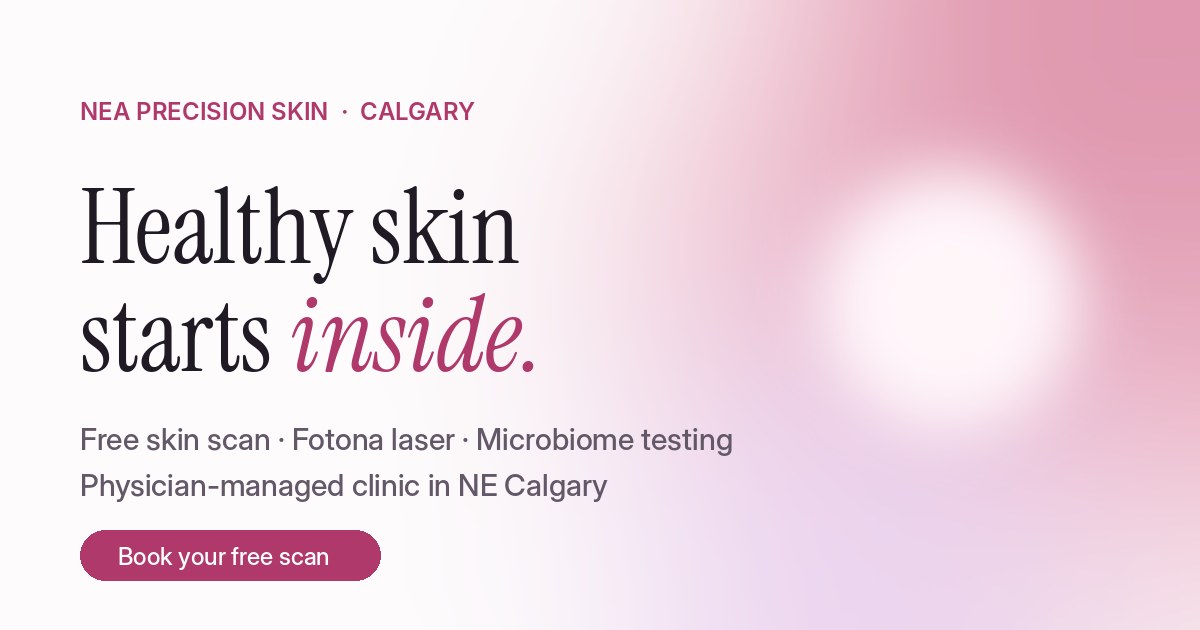 NEA PRECISION SKIN · CALGARY
Healthy skin
starts inside.
Free skin scan · Fotona laser · Microbiome testing
Physician-managed clinic in NE Calgary
Book your free scan